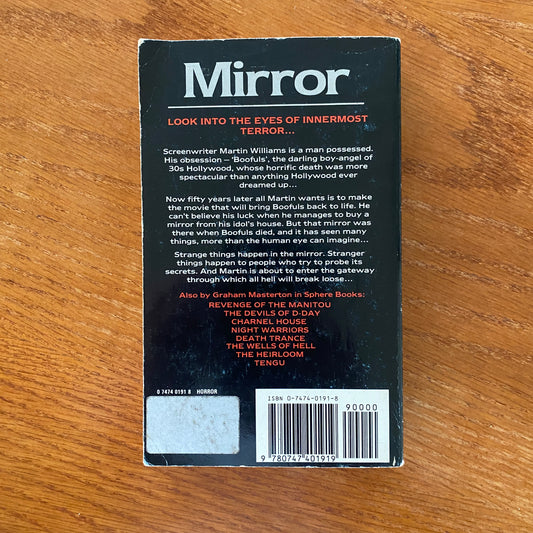 Mirror
LOOK INTO THE EYES OF INNERMOST
TERROR...
Screenwriter Martin Williams is a man possessed.
His obsession – 'Boofuls', the darling boy-angel of
30s Hollywood, whose horrific death was more
spectacular than anything Hollywood ever
dreamed up...
Now fifty years later all Martin wants is to make
the movie that will bring Boofuls back to life. He
can't believe his luck when he manages to buy a
mirror from his idol's house. But that mirror was
there when Boofuls died, and it has seen many
things, more than the human eye can imagine...
Strange things happen in the mirror. Stranger
things happen to people who try to probe its
secrets. And Martin is about to enter the gateway
through which all hell will break loose...
Also by Graham Masterton in Sphere Books:
REVENGE OF THE MANITOU
THE DEVILS OF D-DAY
CHARNEL HOUSE
NIGHT WARRIORS
DEATH TRANCE
THE WELLS OF HELL
THE HEIRLOOM
TENGU
0 7474 0191 8 HORROR
ISBN 0-7474-0191-8
90000
9 780747 401919